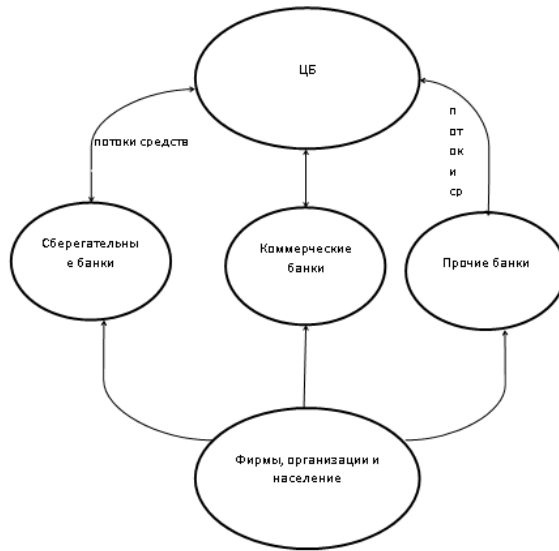 ЦБ
потоки средств
п
от
ок
и
ср
Сберегательны
е банки
Коммерческие
банки
Прочие банки
Фирмы, организации и
население